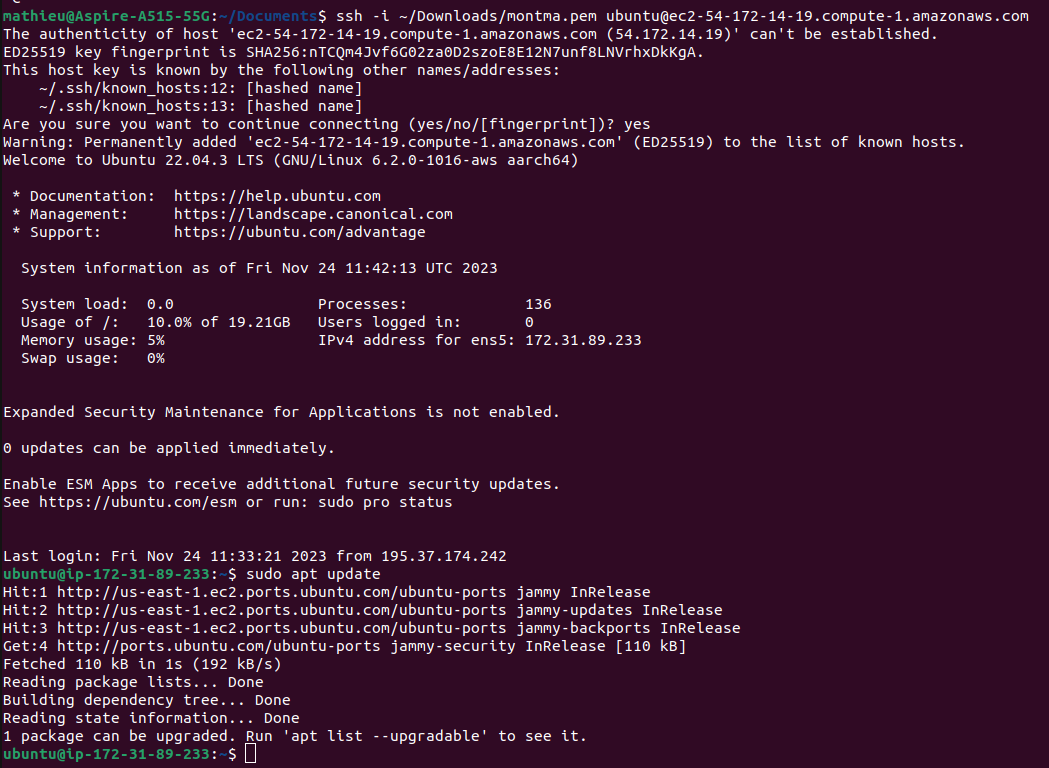 mathieu@Aspire-A515-55G:~/Documents$ ssh -i ~/Downloads/montma.pem ubuntu@ec2-54-172-14-19.compute-1.amazonaws.com
The authenticity of host 'ec2-54-172-14-19.compute-1.amazonaws.com (54.172.14.19)' can't be established.
ED25519 key fingerprint is SHA256:nTCQm4Jvf6G02za0D2szoE8E12N7unf8LNVrhxDkKgA.
This host key is known by the following other names/addresses:
    ~/.ssh/known_hosts:12: [hashed name]
    ~/.ssh/known_hosts:13: [hashed name]
Are you sure you want to continue connecting (yes/no/[fingerprint])? yes
Warning: Permanently added 'ec2-54-172-14-19.compute-1.amazonaws.com' (ED25519) to the list of known hosts.
Welcome to Ubuntu 22.04.3 LTS (GNU/Linux 6.2.0-1016-aws aarch64)

 * Documentation:  https://help.ubuntu.com
 * Management:     https://landscape.canonical.com
 * Support:        https://ubuntu.com/advantage

  System information as of Fri Nov 24 11:42:13 UTC 2023

  System load:  0.0                Processes:             136
  Usage of /:   10.0% of 19.21GB   Users logged in:       0
  Memory usage: 5%                 IPv4 address for ens5: 172.31.89.233
  Swap usage:   0%

Expanded Security Maintenance for Applications is not enabled.

0 updates can be applied immediately.

Enable ESM Apps to receive additional future security updates.
See https://ubuntu.com/esm or run: sudo pro status

Last login: Fri Nov 24 11:33:21 2023 from 195.37.174.242
ubuntu@ip-172-31-89-233:~$ sudo apt update
Hit:1 http://us-east-1.ec2.ports.ubuntu.com/ubuntu-ports jammy InRelease
Hit:2 http://us-east-1.ec2.ports.ubuntu.com/ubuntu-ports jammy-updates InRelease
Hit:3 http://us-east-1.ec2.ports.ubuntu.com/ubuntu-ports jammy-backports InRelease
Get:4 http://ports.ubuntu.com/ubuntu-ports jammy-security InRelease [110 kB]
Fetched 110 kB in 1s (192 kB/s)
Reading package lists... Done
Building dependency tree... Done
Reading state information... Done
1 package can be upgraded. Run 'apt list --upgradable' to see it.
ubuntu@ip-172-31-89-233:~$